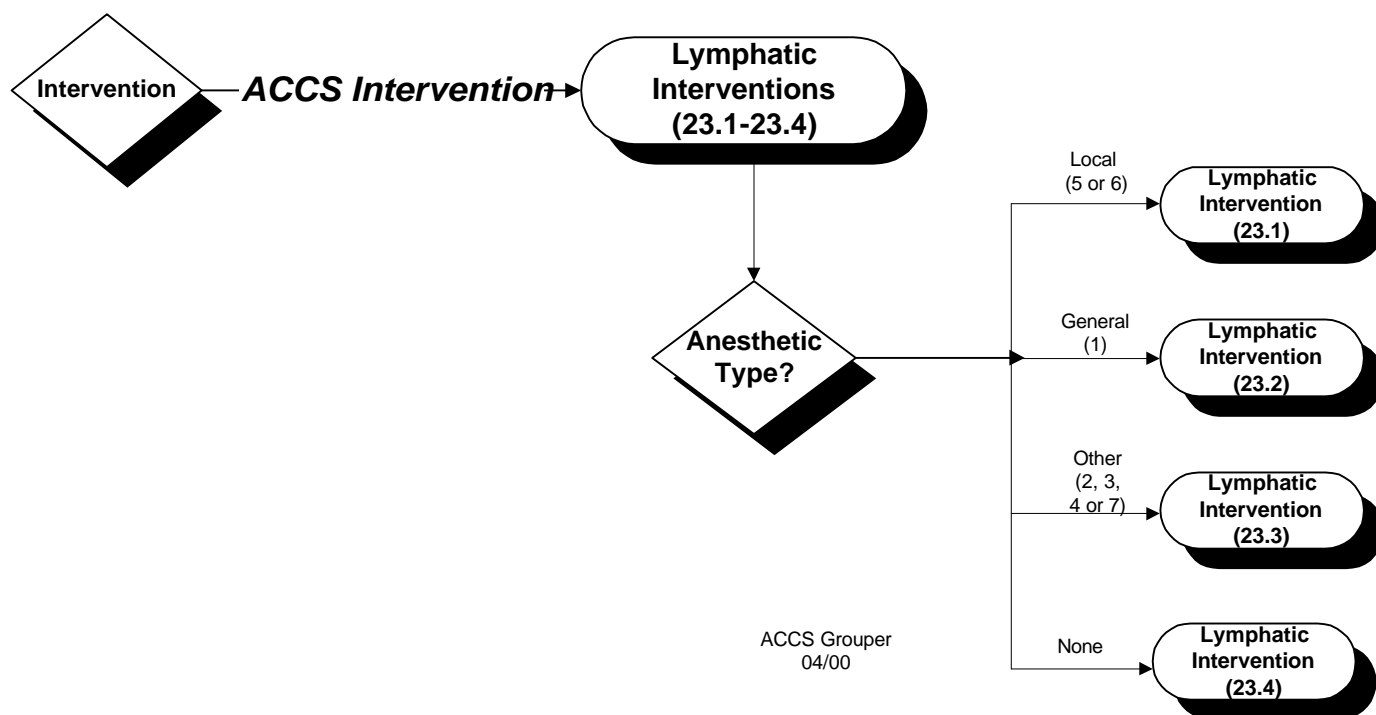 Intervention
ACCS Intervention
Lymphatic
Interventions
(23.1-23.4)
Local
(5 or 6)
Lymphatic
Intervention
(23.1)
Anesthetic
Type?
General
(1)
Lymphatic
Intervention
(23.2)
Other
(2, 3,
4 or 7)
Lymphatic
Intervention
(23.3)
ACCS Grouper
04/00
None
Lymphatic
Intervention
(23.4)